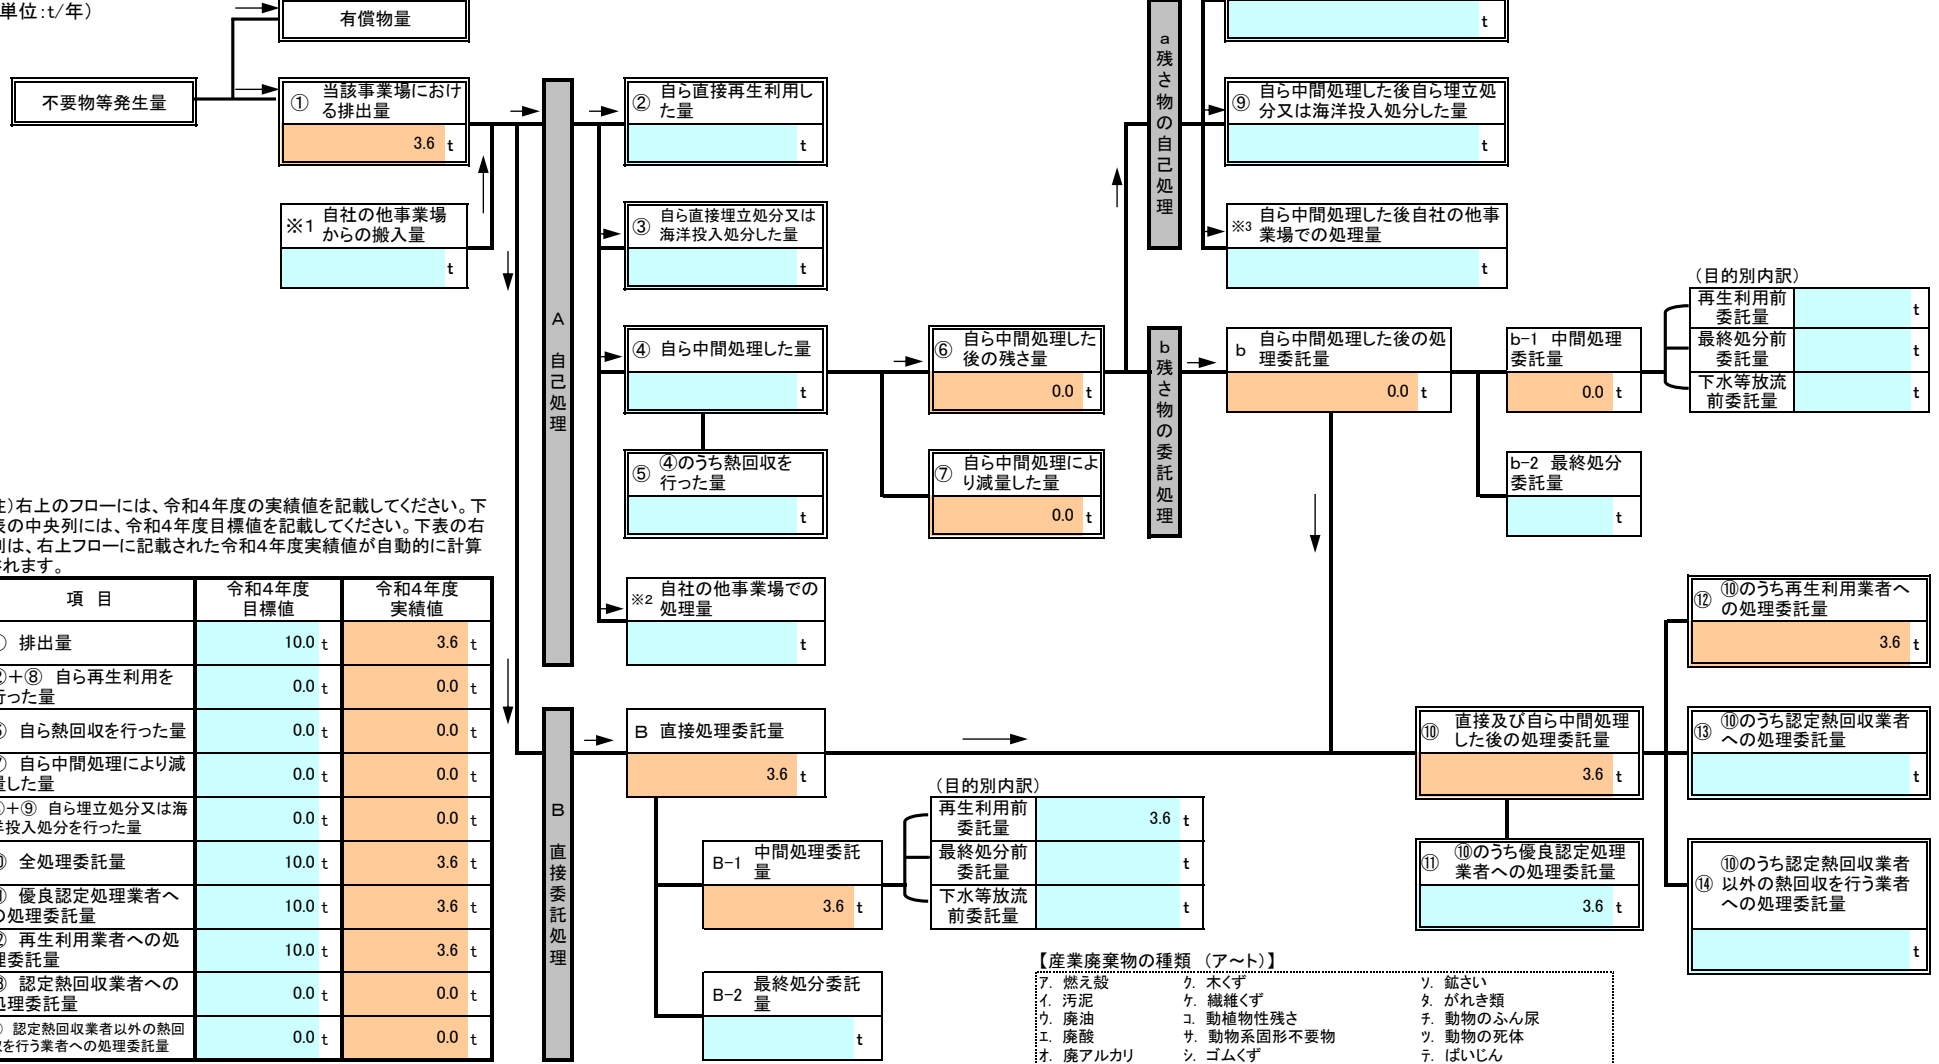 単位:t/年）
有償物量
不要物等発生量
① 当該事業場におけ
る排出量
3.6 t
※1 自社の他事業場
からの搬入量
t
A 自己処理
② 自ら直接再生利用し
た量
t
③ 自ら直接埋立処分又は
海洋投入処分した量
t
④ 自ら中間処理した量
t
⑤ ④のうち熱回収を
行った量
t
※2 自社の他事業場での
処理量
t
⑥ 自ら中間処理した
後の残さ量
0.0 t
⑦ 自ら中間処理によ
り減量した量
0.0 t
a 残さ物の自己処理
t
⑨ 自ら中間処理した後自ら埋立処
分又は海洋投入処分した量
t
※3 自ら中間処理した後自社の他事
業場での処理量
t
b 残さ物の委託処理
b 自ら中間処理した後の処
理委託量
0.0 t
b-1 中間処理
委託量
0.0 t
b-2 最終処分
委託量
t
（目的別内訳）
再生利用前
委託量
t
最終処分前
委託量
t
下水等放流
前委託量
t
）右上のフローには、令和４年度の実績値を記載してください。下
の中央列には、令和４年度目標値を記載してください。下表の右
は、右上フローに記載された令和４年度実績値が自動的に計算
れます。
項 目
令和４年度
目標値
令和４年度
実績値
排出量 10.0 t 3.6 t
＋⑧ 自ら再生利用を
った量
0.0 t 0.0 t
自ら熱回収を行った量 0.0 t 0.0 t
自ら中間処理により減
した量
0.0 t 0.0 t
＋⑨ 自ら埋立処分又は海
投入処分を行った量
0.0 t 0.0 t
全処理委託量 10.0 t 3.6 t
優良認定処理業者へ
処理委託量
10.0 t 3.6 t
再生利用業者への処
委託量
10.0 t 3.6 t
認定熱回収業者への
理委託量
0.0 t 0.0 t
認定熱回収業者以外の熱回
を行う業者への処理委託量
0.0 t 0.0 t
B 直接委託処理
B 直接処理委託量
3.6 t
B-1 中間処理委託
量
3.6 t
B-2 最終処分委託
量
t
（目的別内訳）
再生利用前
委託量
3.6 t
最終処分前
委託量
t
下水等放流
前委託量
t
⑩ 直接及び自ら中間処理
した後の処理委託量
3.6 t
⑪ ⑩のうち優良認定処理
業者への処理委託量
3.6 t
⑫ ⑩のうち再生利用業者へ
の処理委託量
3.6 t
⑬ ⑩のうち認定熱回収業者
への処理委託量
t
⑭ ⑩のうち認定熱回収業者
以外の熱回収を行う業者
への処理委託量
t
【産業廃棄物の種類（ア～ト）】
ア. 燃え殻 ク. 木くず ソ. 鉱さい
イ. 汚泥 ケ. 繊維くず タ. がれき類
ウ. 廃油 コ. 動植物性残さ チ. 動物のふん尿
エ. 廃酸 サ. 動物系固形不要物 ツ. 動物の死体
オ. 廃アルカリ シ. ゴムくず テ. ばいじん